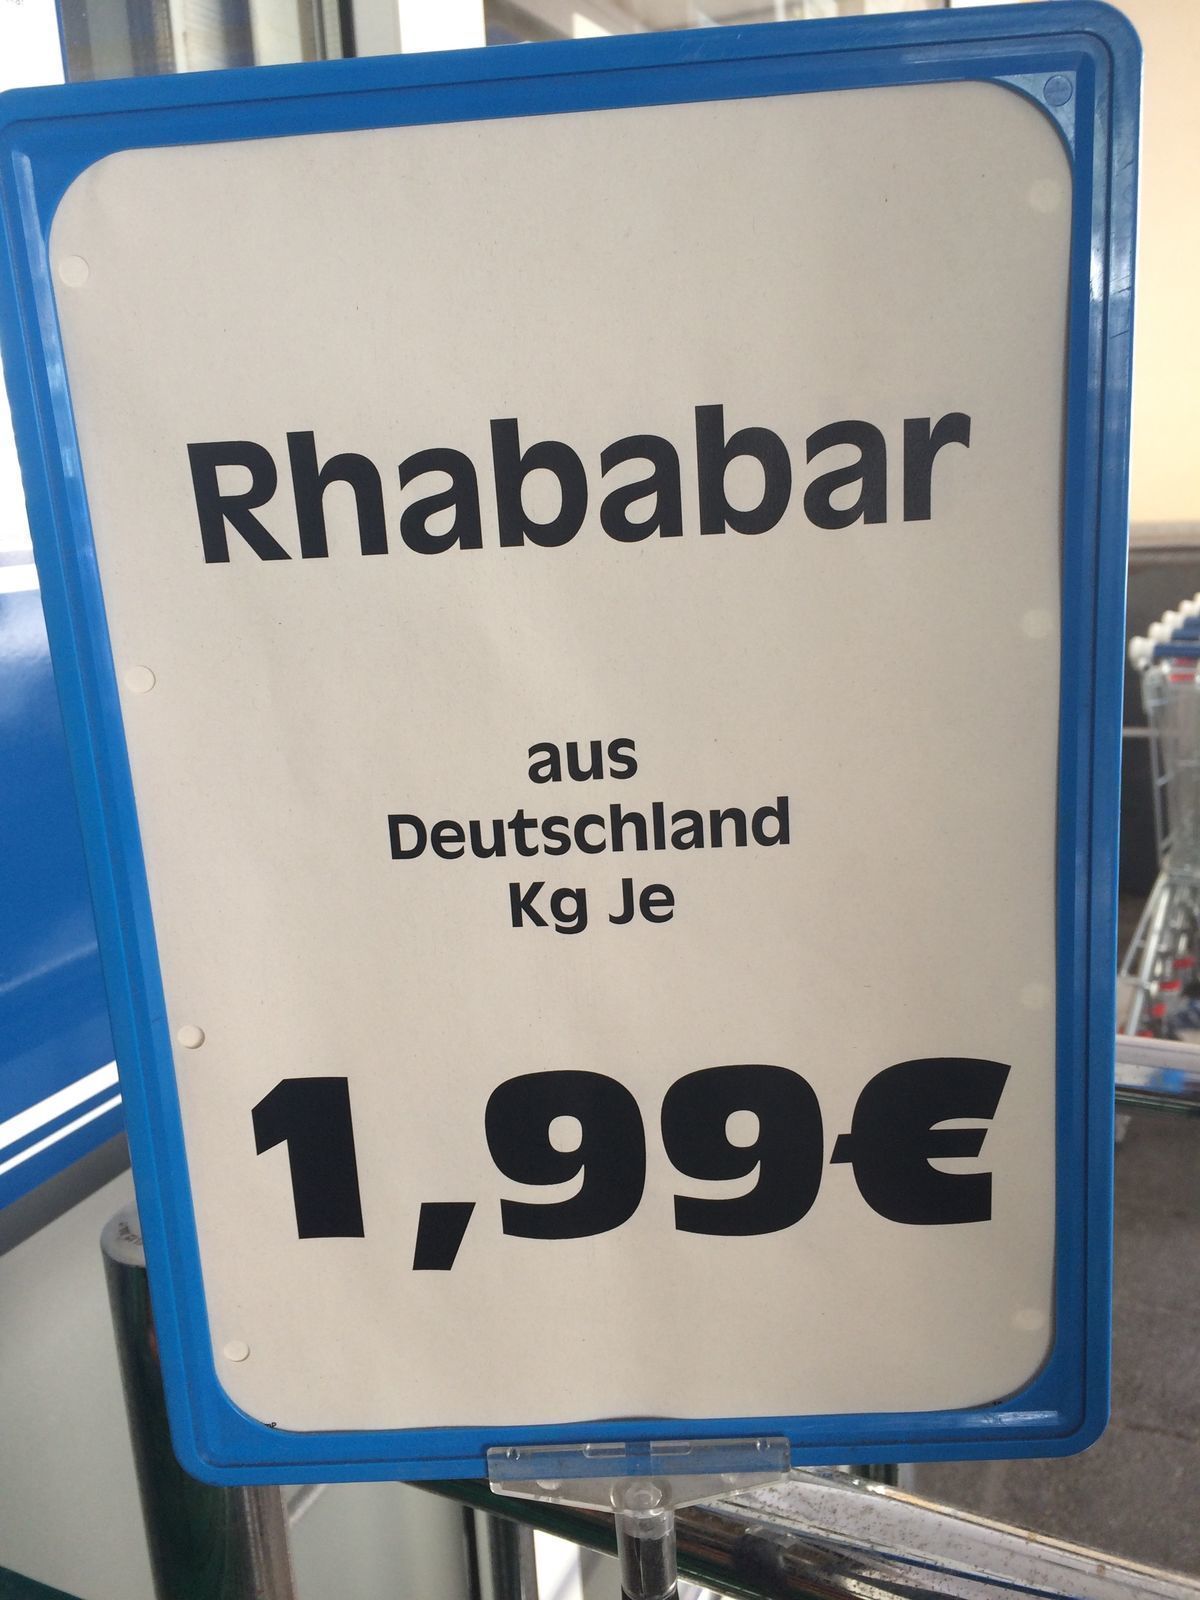 Rhababar
aus
Deutschland
Kg Je
1,99€